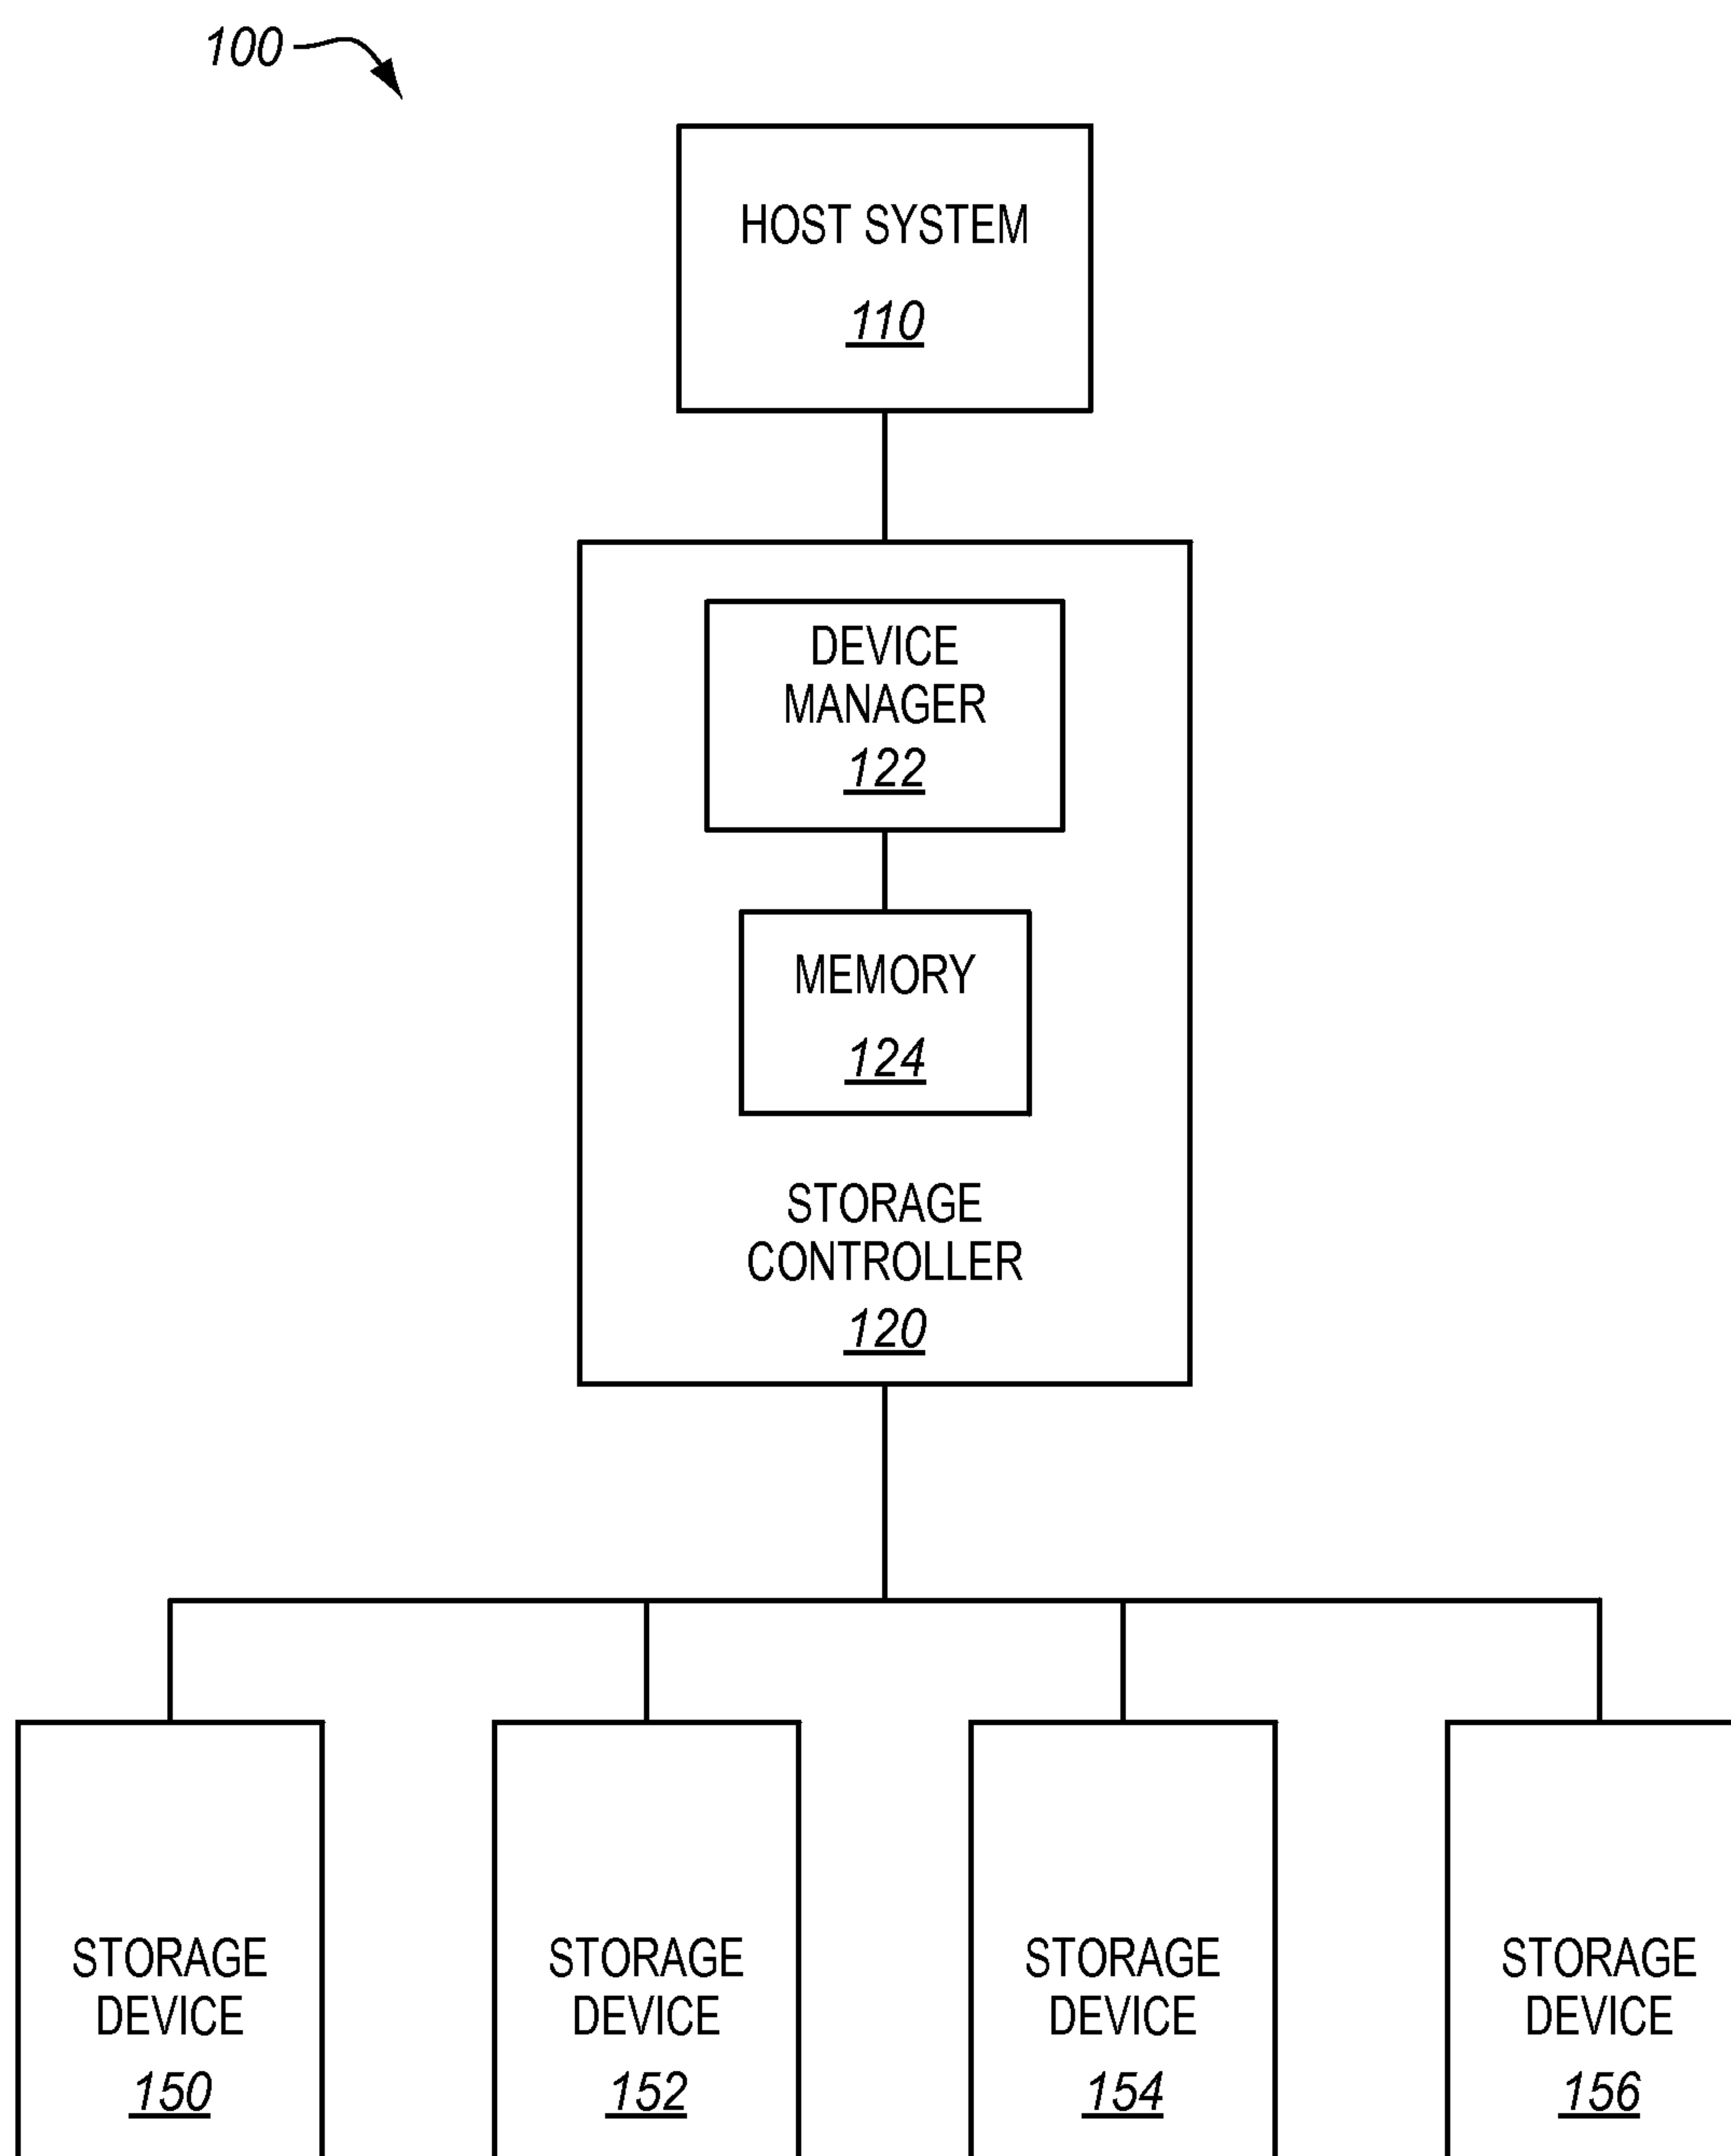 100
HOST SYSTEM
110
DEVICE
MANAGER
122
MEMORY
124
STORAGE
CONTROLLER
120
STORAGE
DEVICE
150
STORAGE
DEVICE
152
STORAGE
DEVICE
154
STORAGE
DEVICE
156